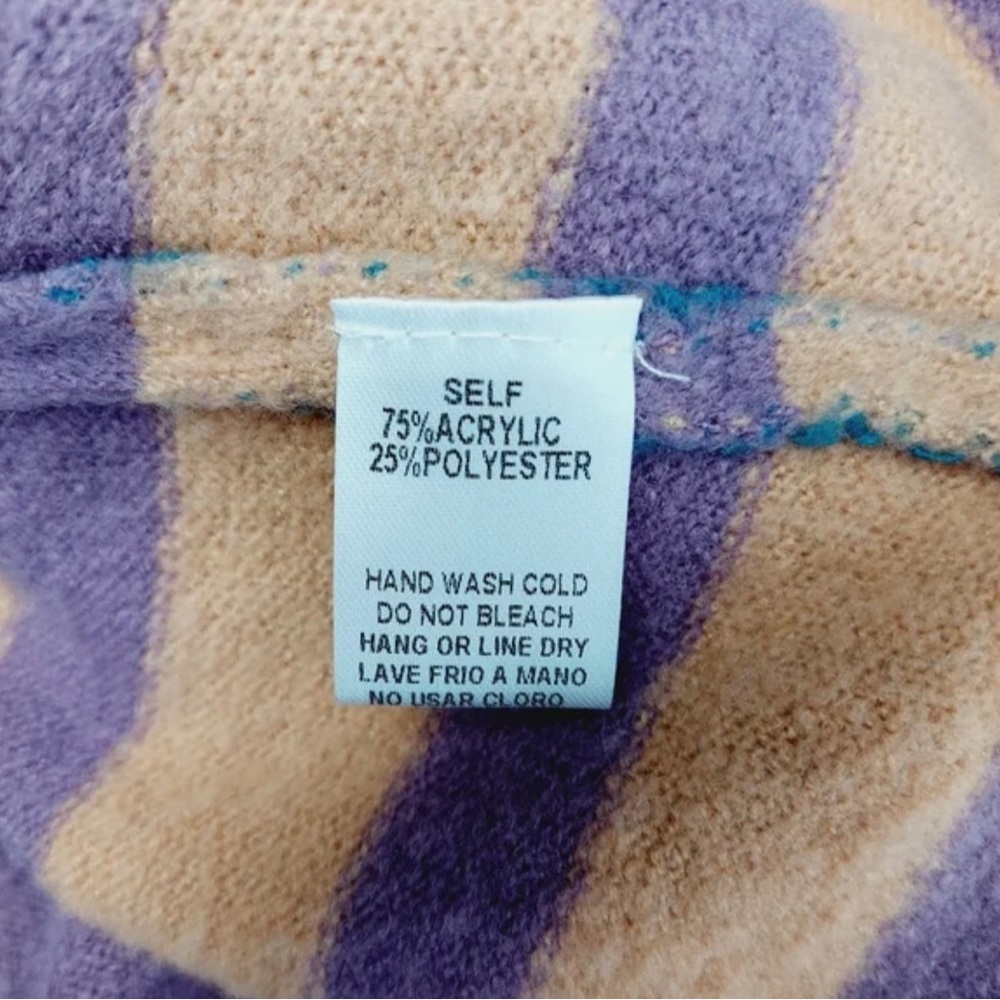 SELF
75%ACRYLIC
25%POLYESTER
HAND WASH COLD
DO NOT BLEACH
HANG OR LINE DRY
LAVE FRIO A MANO
NO USAR CLORO